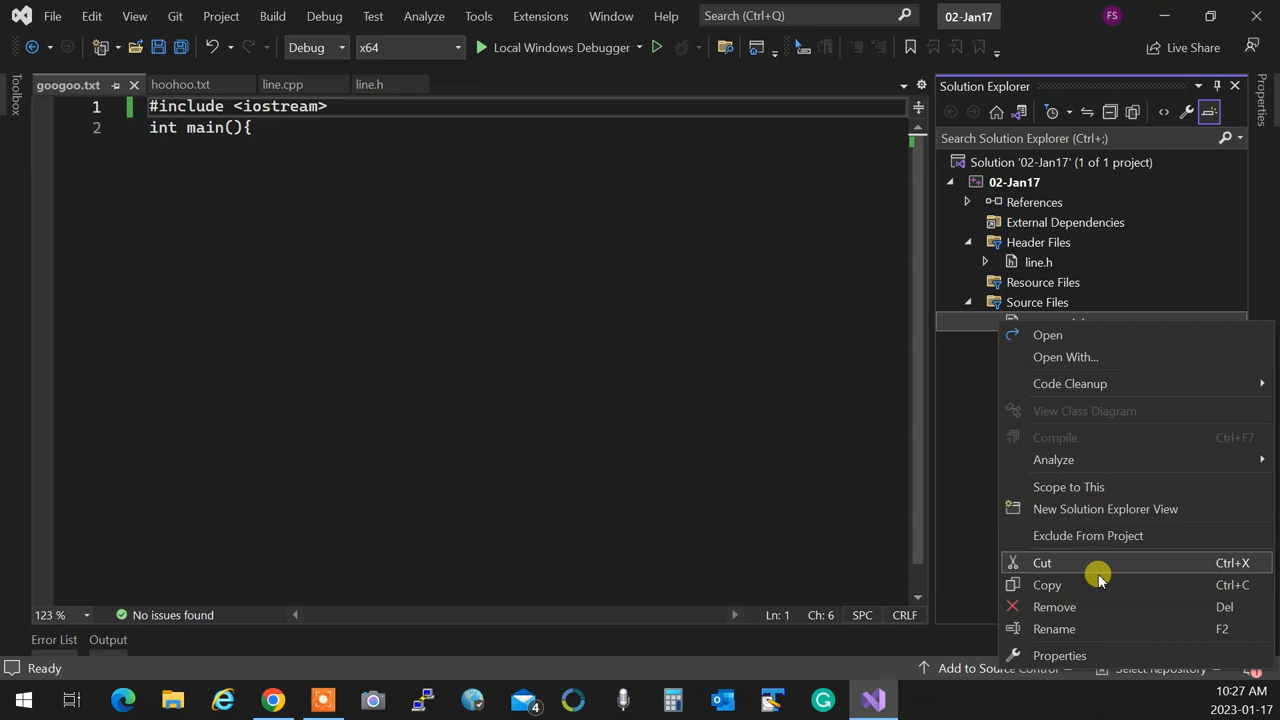 File Edit View Git Project Build Debug Test Analyze Tools Extensions Window Help Search (Ctrl+Q) 02-Jan17 FS
Debug x64 Local Windows Debugger Live Share
Toolbox
googoo.txt hoohoo.txt line.cpp line.h
1 #include <iostream>
2 int main(){
Solution Explorer
Search Solution Explorer (Ctrl+;)
Solution '02-Jan17' (1 of 1 project)
02-Jan17
References
External Dependencies
Header Files
line.h
Resource Files
Source Files
Properties
Open
Open With...
Code Cleanup
View Class Diagram
Compile Ctrl+F7
Analyze
Scope to This
New Solution Explorer View
Exclude From Project
Cut Ctrl+X
Copy Ctrl+C
Remove Del
Rename F2
Properties
123 % No issues found Ln: 1 Ch: 6 SPC CRLF
Error List Output
Ready Add to Source Control Select Repository
4
10:27 AM
2023-01-17